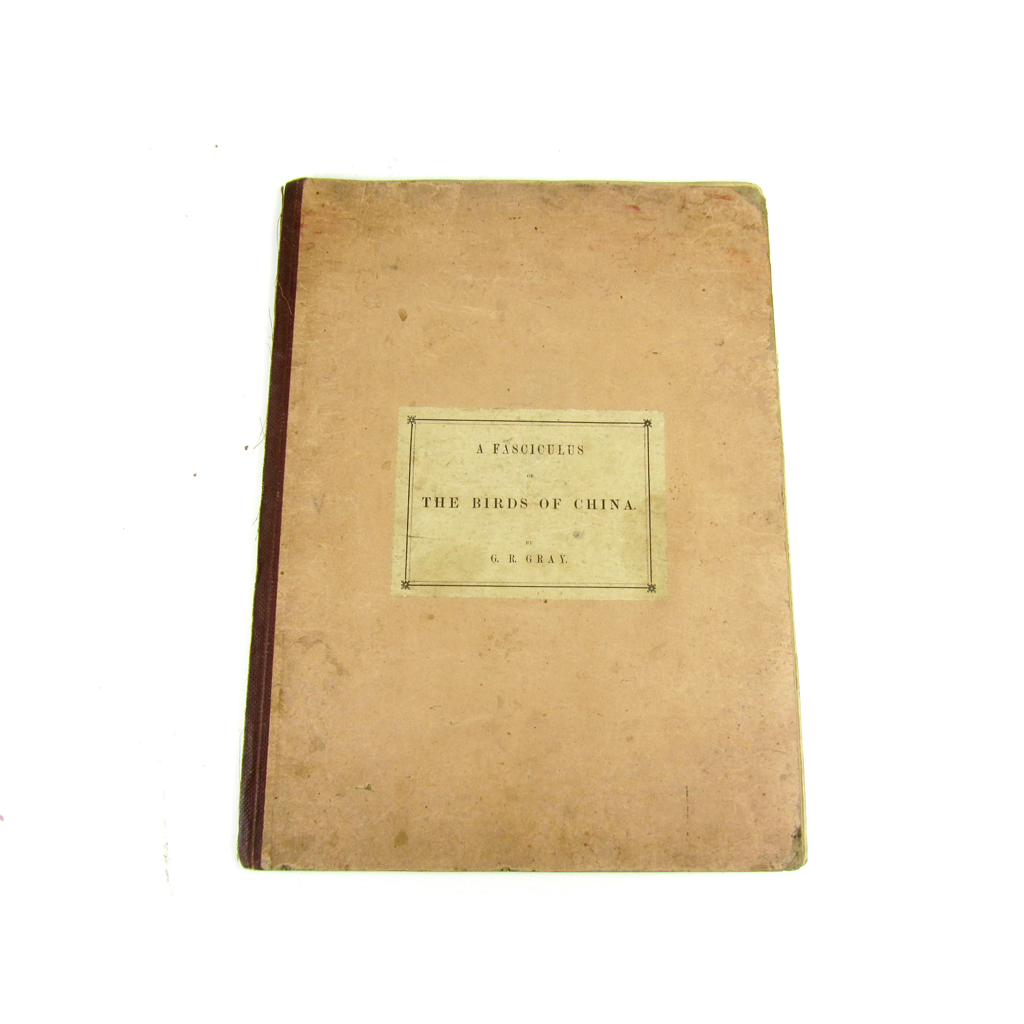 A FASCICULUS
OF
THE BIRDS OF CHINA.
BY
G. R. GRAY.